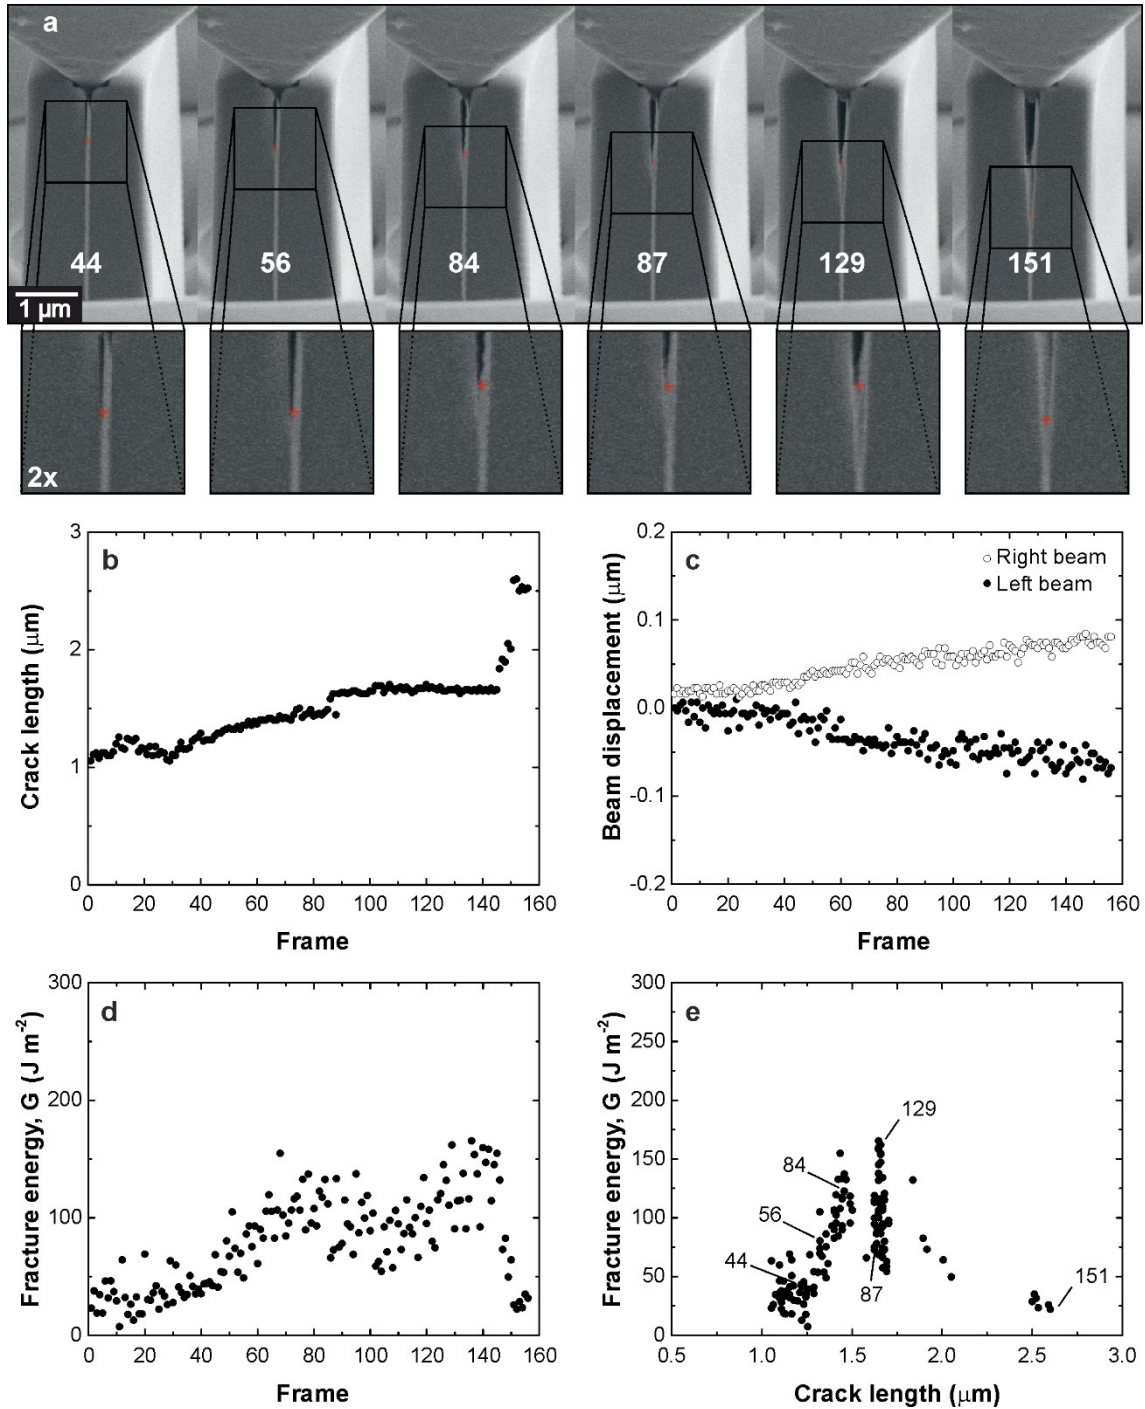 a
44 56 84 87 129 151
1 µm
2x
b
3
2
1
0
Crack length (µm)
0 20 40 60 80 100 120 140 160
Frame
c
Right beam
Left beam
0.2
0.1
0.0
-0.1
-0.2
Beam displacement (µm)
0 20 40 60 80 100 120 140 160
Frame
d
300
200
100
0
Fracture energy, G (J m⁻²)
0 20 40 60 80 100 120 140 160
Frame
e
300
250
200
150
100
50
0
Fracture energy, G (J m⁻²)
129
84
56
44
87
151
0.5 1.0 1.5 2.0 2.5 3.0
Crack length (µm)